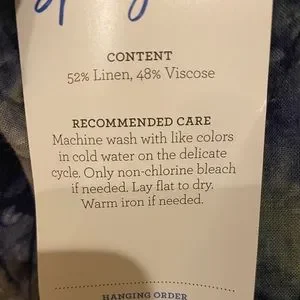 CONTENT
52% Linen, 48% Viscose
RECOMMENDED CARE
Machine wash with like colors
in cold water on the delicate
cycle. Only non-chlorine bleach
if needed. Lay flat to dry.
Warm iron if needed.
HANGING ORDER